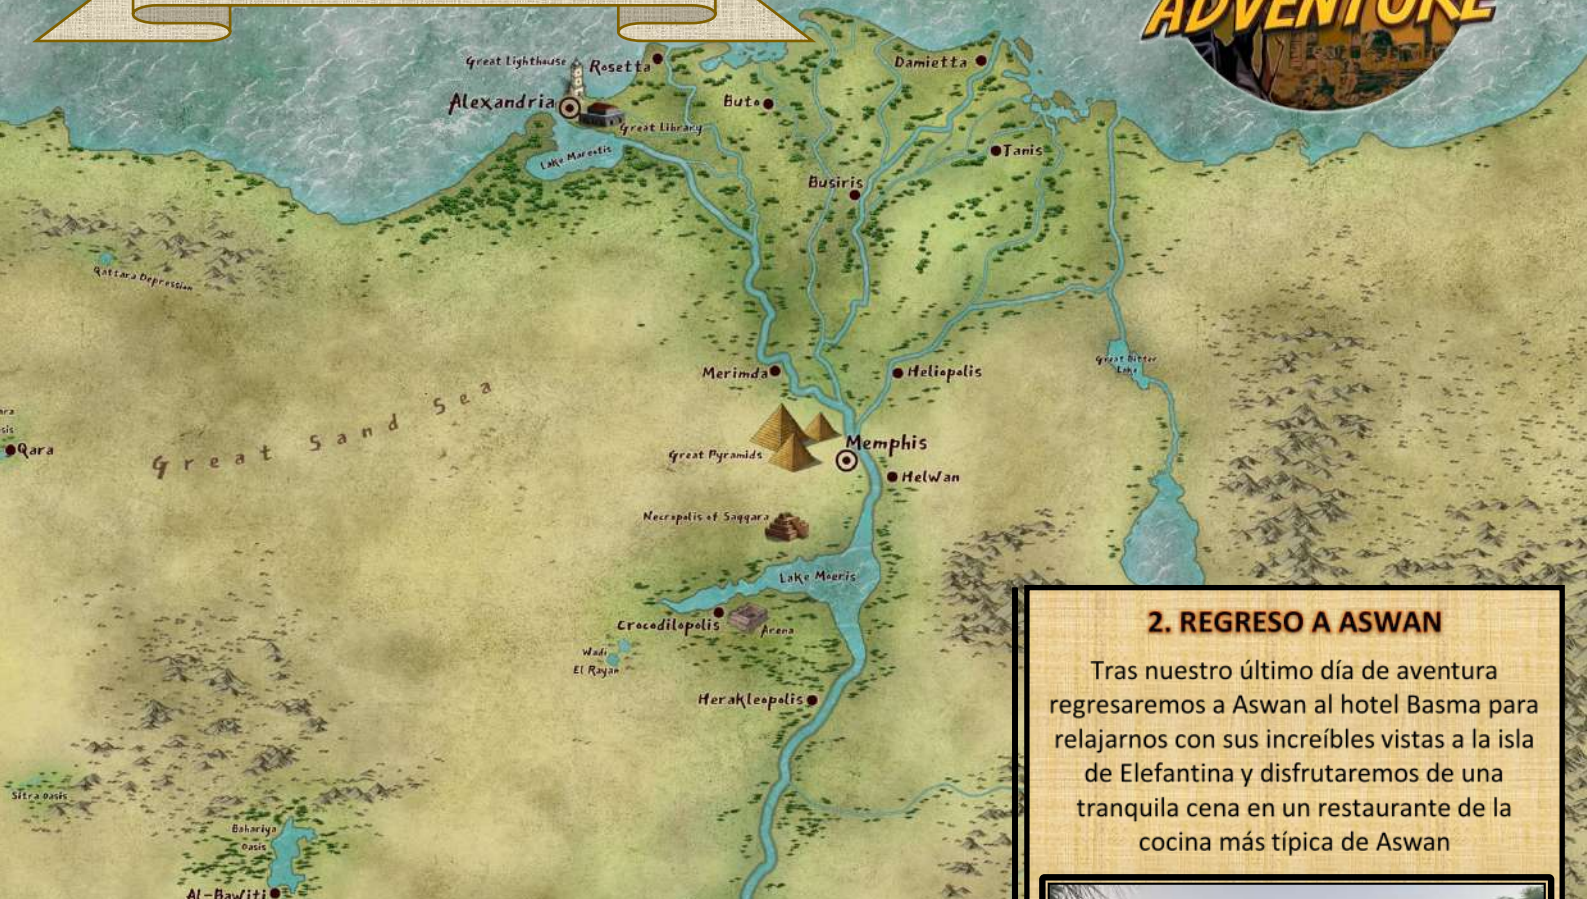 ADVENTURE
Great Lighthouse
Rosetta
Damietta
Alexandria
Buto
Great Library
Lake Mareotis
Tanis
Busiris
Qattara Depression
Great Bitter
Lake
Merimda
Heliopolis
Great Sand Sea
ara
sis
Qara
Memphis
Great Pyramids
HelWan
Necropolis of Saqqara
Lake Moeris
Crocodilopolis
Arena
Wadi
El Rayan
Herakleopolis
Sitra Oasis
Bahariya
Oasis
Al-Bawiti
2. REGRESO A ASWAN
Tras nuestro último día de aventura
regresaremos a Aswan al hotel Basma para
relajarnos con sus increíbles vistas a la isla
de Elefantina y disfrutaremos de una
tranquila cena en un restaurante de la
cocina más típica de Aswan